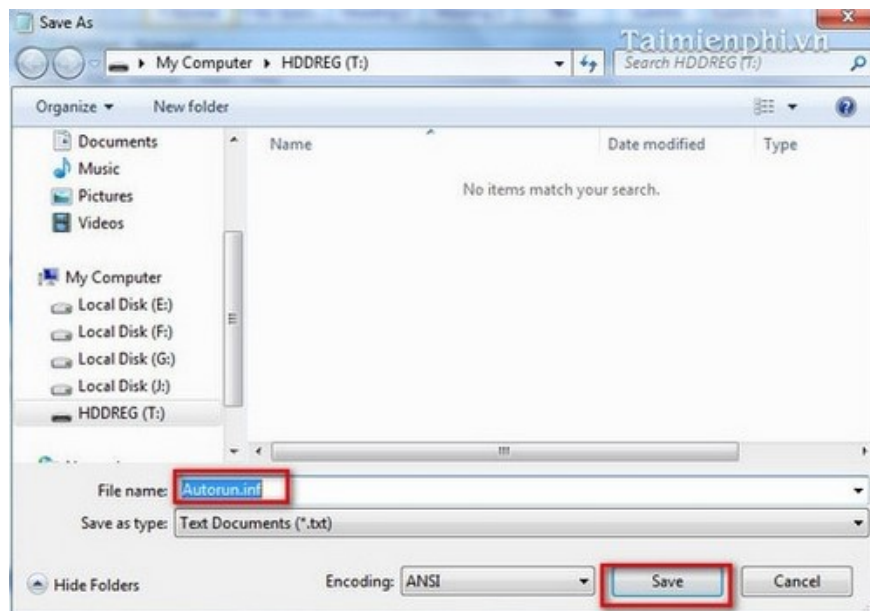 Save As
Taimienphi.vn
My Computer HDDREG (T:)
Search HDDREG (T:)
Organize New folder
Documents
Music
Pictures
Videos
My Computer
Local Disk (E:)
Local Disk (F:)
Local Disk (G:)
Local Disk (J:)
HDDREG (T:)
Name Date modified Type
No items match your search.
File name: Autorun.inf
Save as type: Text Documents (*.txt)
Hide Folders Encoding: ANSI Save Cancel